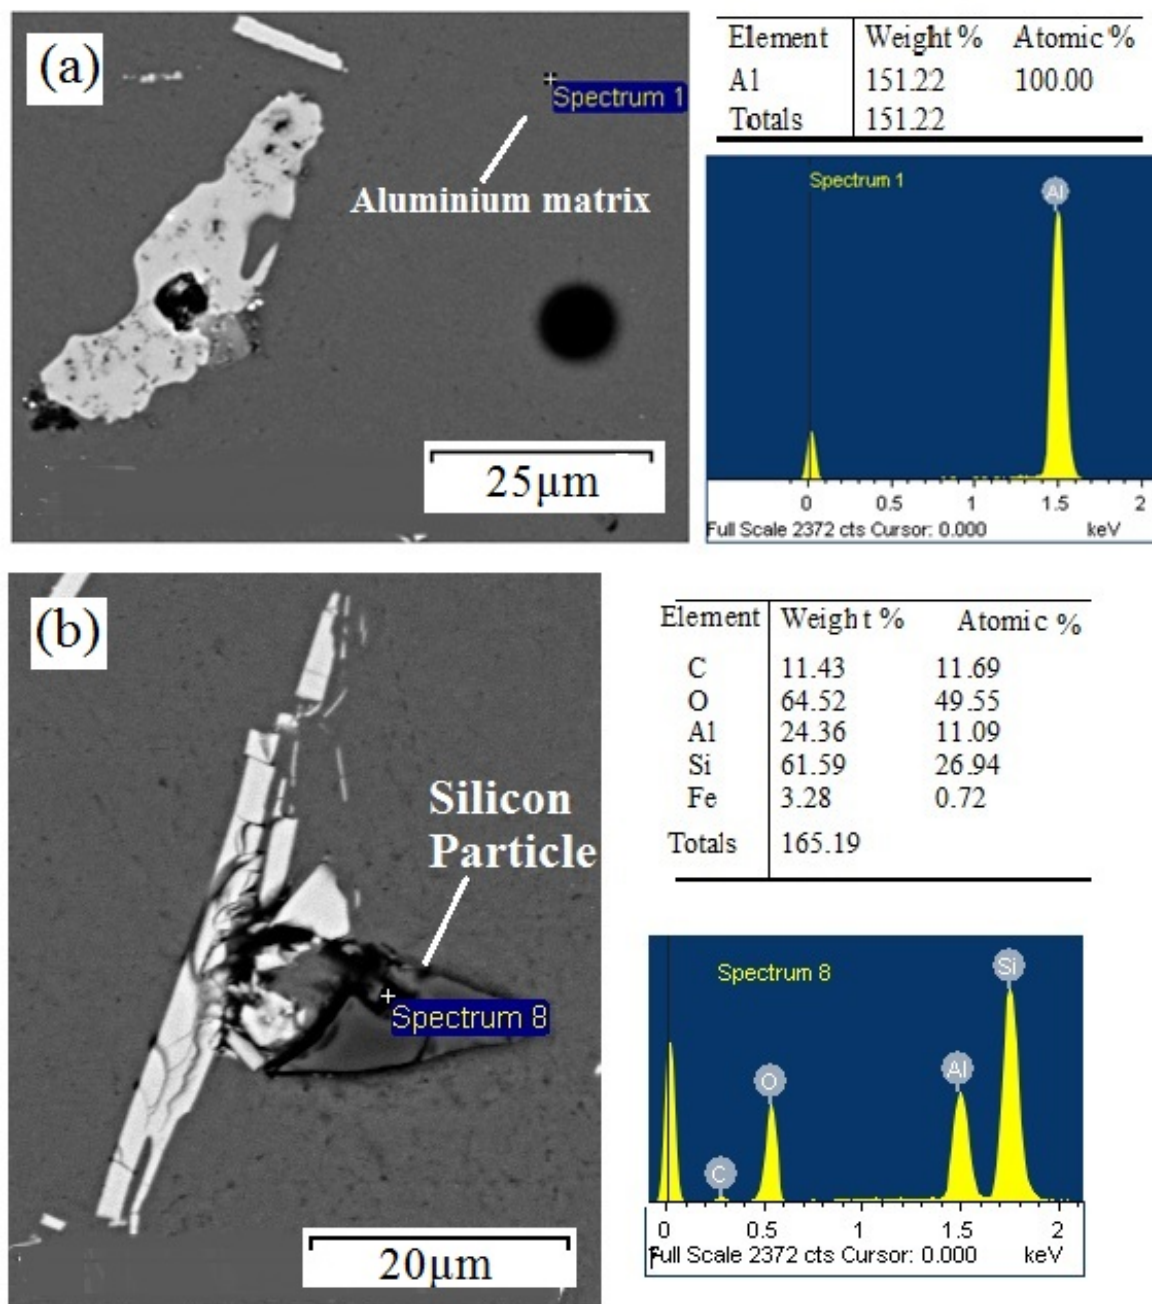 (a)
Spectrum 1
Aluminium matrix
25μm
Element Weight % Atomic %
Al 151.22 100.00
Totals 151.22
Spectrum 1
Al
0 0.5 1 1.5 2
Full Scale 2372 cts Cursor: 0.000 keV
(b)
Silicon
Particle
Spectrum 8
20μm
Element Weight % Atomic %
C 11.43 11.69
O 64.52 49.55
Al 24.36 11.09
Si 61.59 26.94
Fe 3.28 0.72
Totals 165.19
Spectrum 8
Si
Al
O
C
0 0.5 1 1.5 2
Full Scale 2372 cts Cursor: 0.000 keV